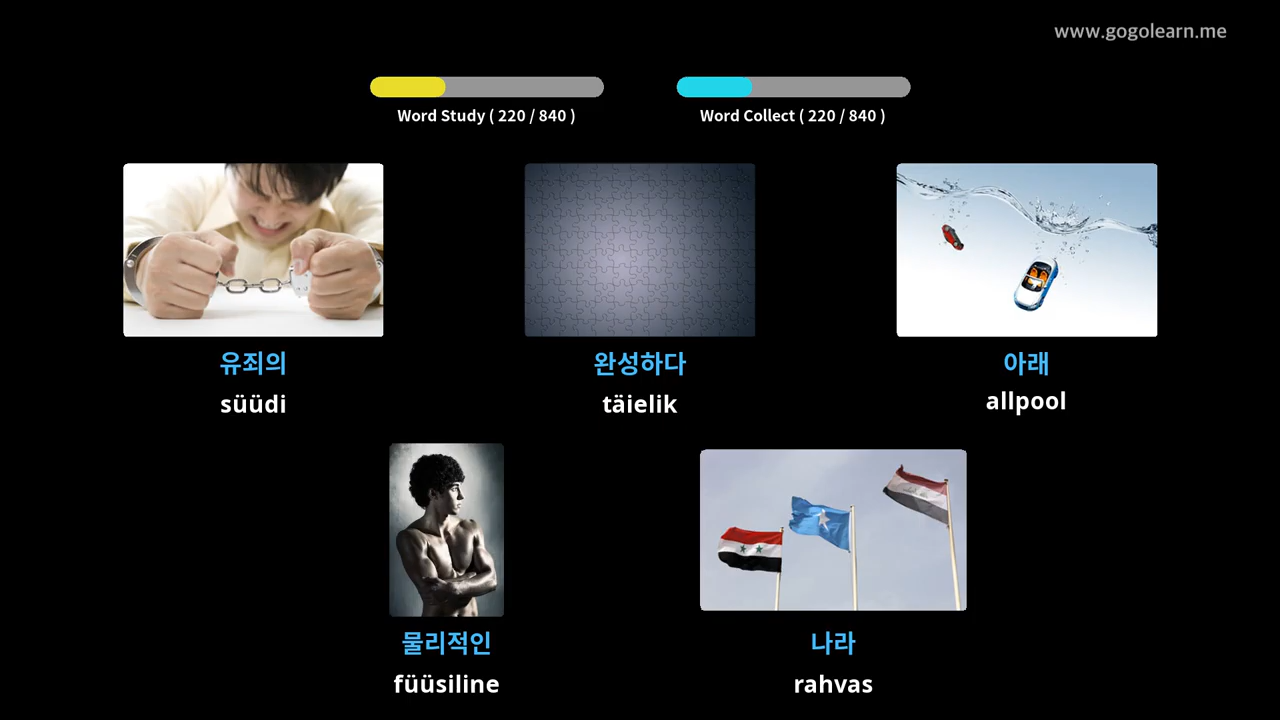 www.gogolearn.me
Word Study ( 220 / 840 )
Word Collect ( 220 / 840 )
유죄의
süüdi
완성하다
täielik
아래
allpool
물리적인
füüsiline
나라
rahvas